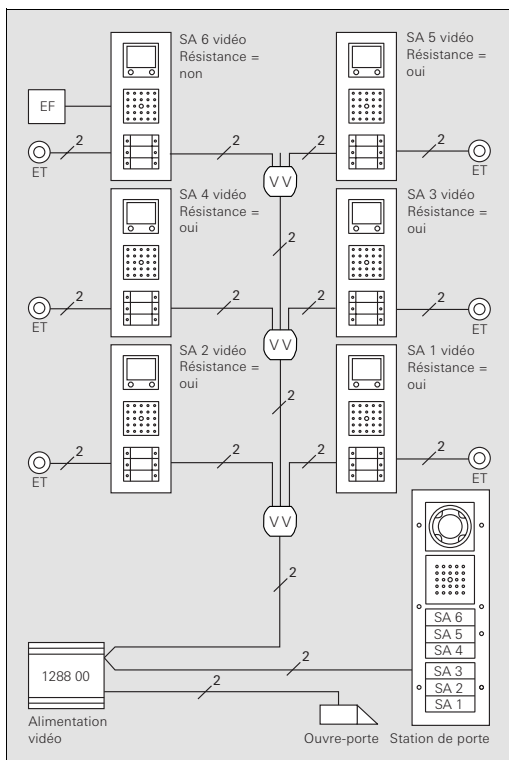 SA 6 vidéo
Résistance =
non
SA 5 vidéo
Résistance =
oui
EF
2
2
2
2
ET
ET
V V
SA 4 vidéo
Résistance =
oui
SA 3 vidéo
Résistance =
oui
2
2
2
2
2
ET
ET
V V
SA 2 vidéo
Résistance =
oui
SA 1 vidéo
Résistance =
oui
2
2
2
2
2
ET
ET
V V
2
SA 6
SA 5
SA 4
SA 3
SA 2
SA 1
1288 00
2
2
Alimentation
vidéo
Ouvre-porte
Station de porte